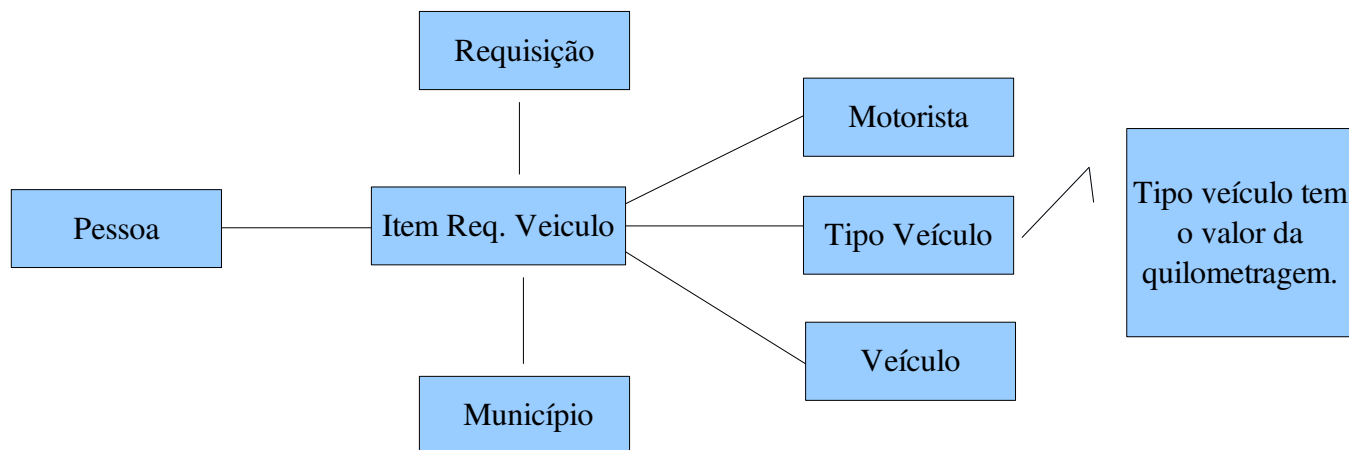 Requisição
Motorista
Pessoa
Item Req. Veiculo
Tipo Veículo
Tipo veículo tem
o valor da
quilometragem.
Veículo
Município